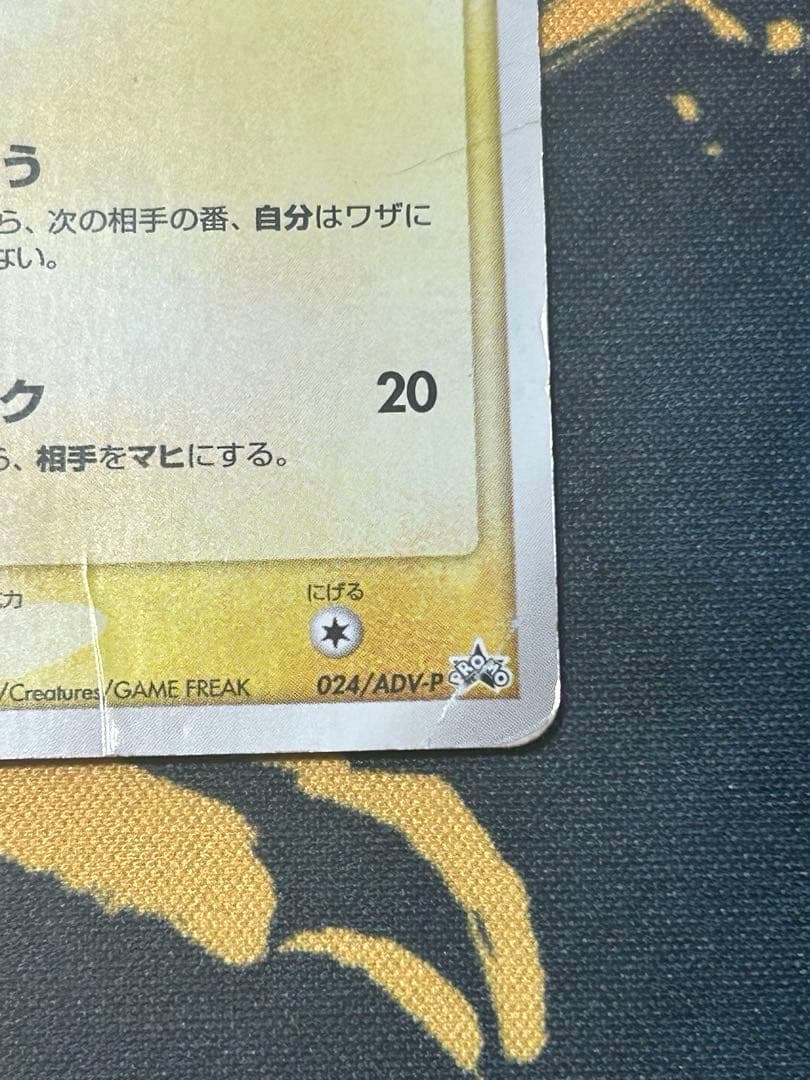 う
ら、次の相手の番、自分はワザに
ない。
ク
20
ら、相手をマヒにする。
力
にげる
/Creatures/GAME FREAK
024/ADV-P
PROMO